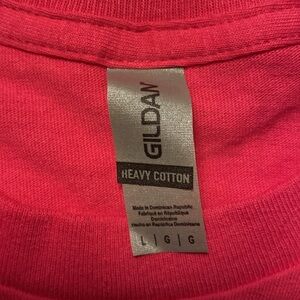 GILDAN
HEAVY COTTON
Made in Dominican Republic
Fabriqué en République
Dominicaine
Hecho en República Dominicana
L | G | G